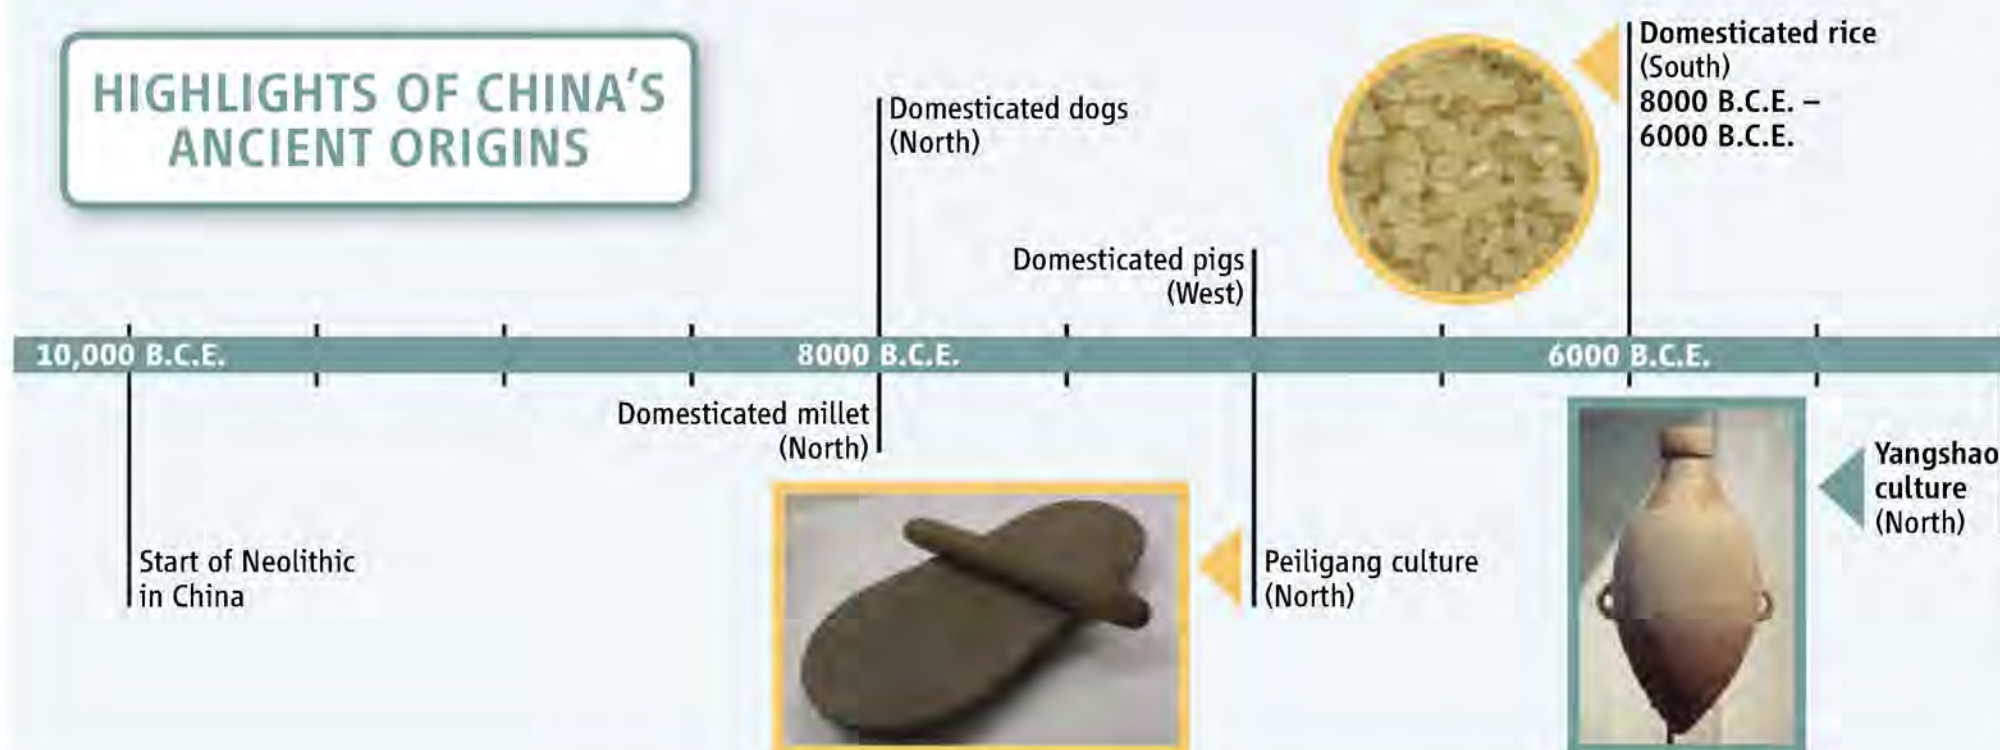 HIGHLIGHTS OF CHINA'S
ANCIENT ORIGINS
Domesticated dogs
(North)
Domesticated pigs
(West)
Domesticated rice
(South)
8000 B.C.E. –
6000 B.C.E.
10,000 B.C.E.
8000 B.C.E.
6000 B.C.E.
Domesticated millet
(North)
Start of Neolithic
in China
Peiligang culture
(North)
Yangshao
culture
(North)